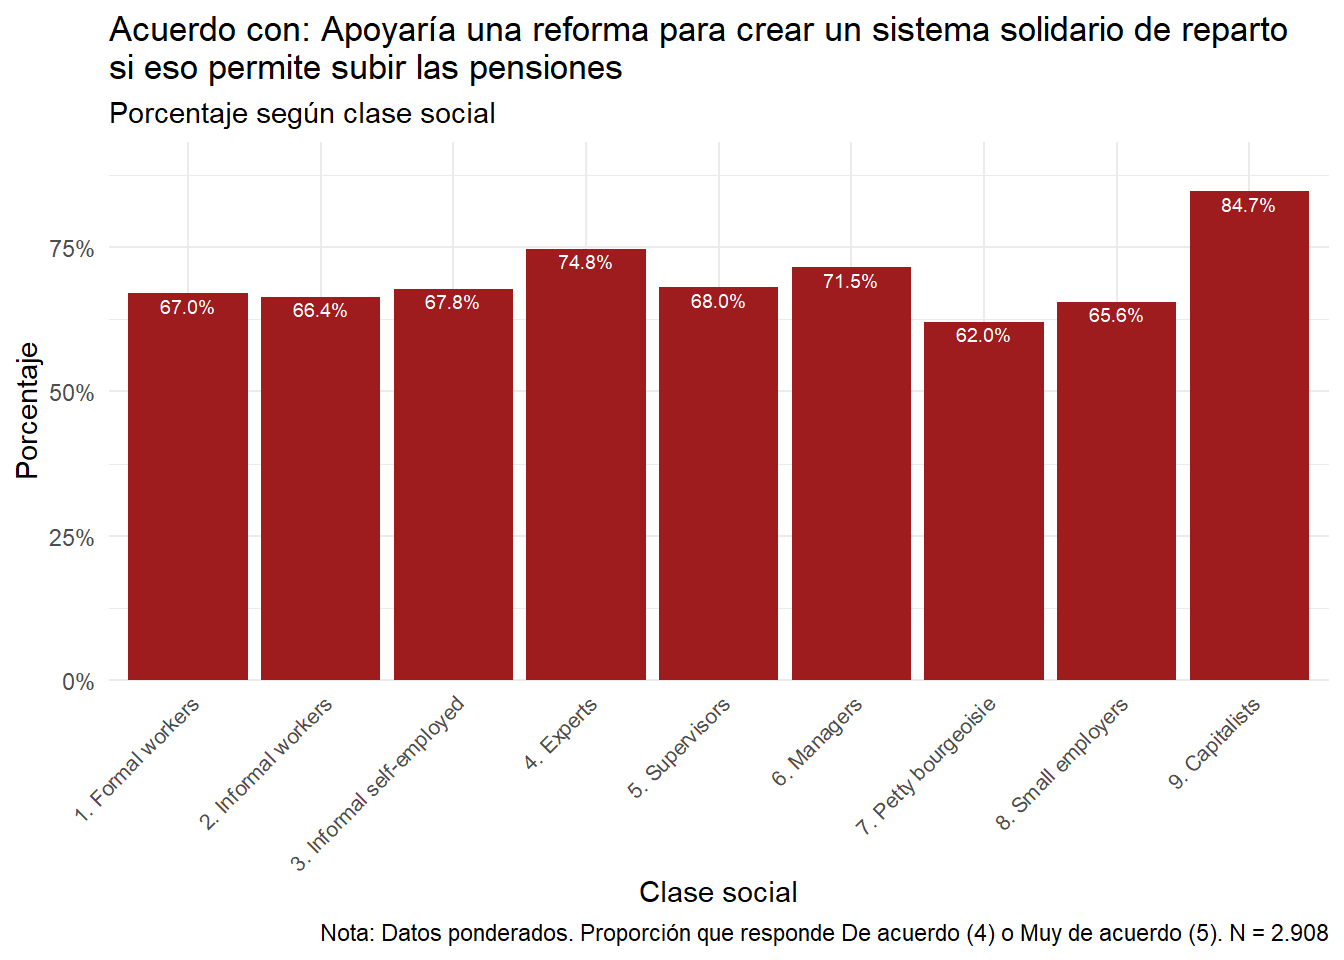 Acuerdo con: Apoyaría una reforma para crear un sistema solidario de reparto
si eso permite subir las pensiones
Porcentaje según clase social
Porcentaje
75%
50%
25%
0%
67.0%
66.4%
67.8%
74.8%
68.0%
71.5%
62.0%
65.6%
84.7%
1. Formal workers
2. Informal workers
3. Informal self-employed
4. Experts
5. Supervisors
6. Managers
7. Petty bourgeoisie
8. Small employers
9. Capitalists
Clase social
Nota: Datos ponderados. Proporción que responde De acuerdo (4) o Muy de acuerdo (5). N = 2.908